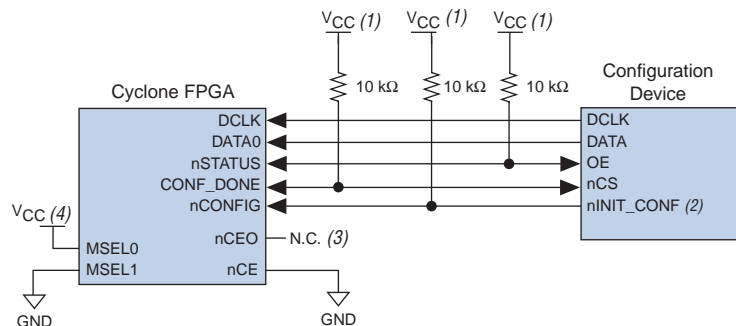 VCC (1) VCC (1) VCC (1)
10 kΩ 10 kΩ 10 kΩ
Cyclone FPGA
Configuration
Device
DCLK
DATA0
nSTATUS
CONF_DONE
nCONFIG
nCEO
nCE
MSEL0
MSEL1
VCC (4)
GND
N.C. (3)
GND
DCLK
DATA
OE
nCS
nINIT_CONF (2)